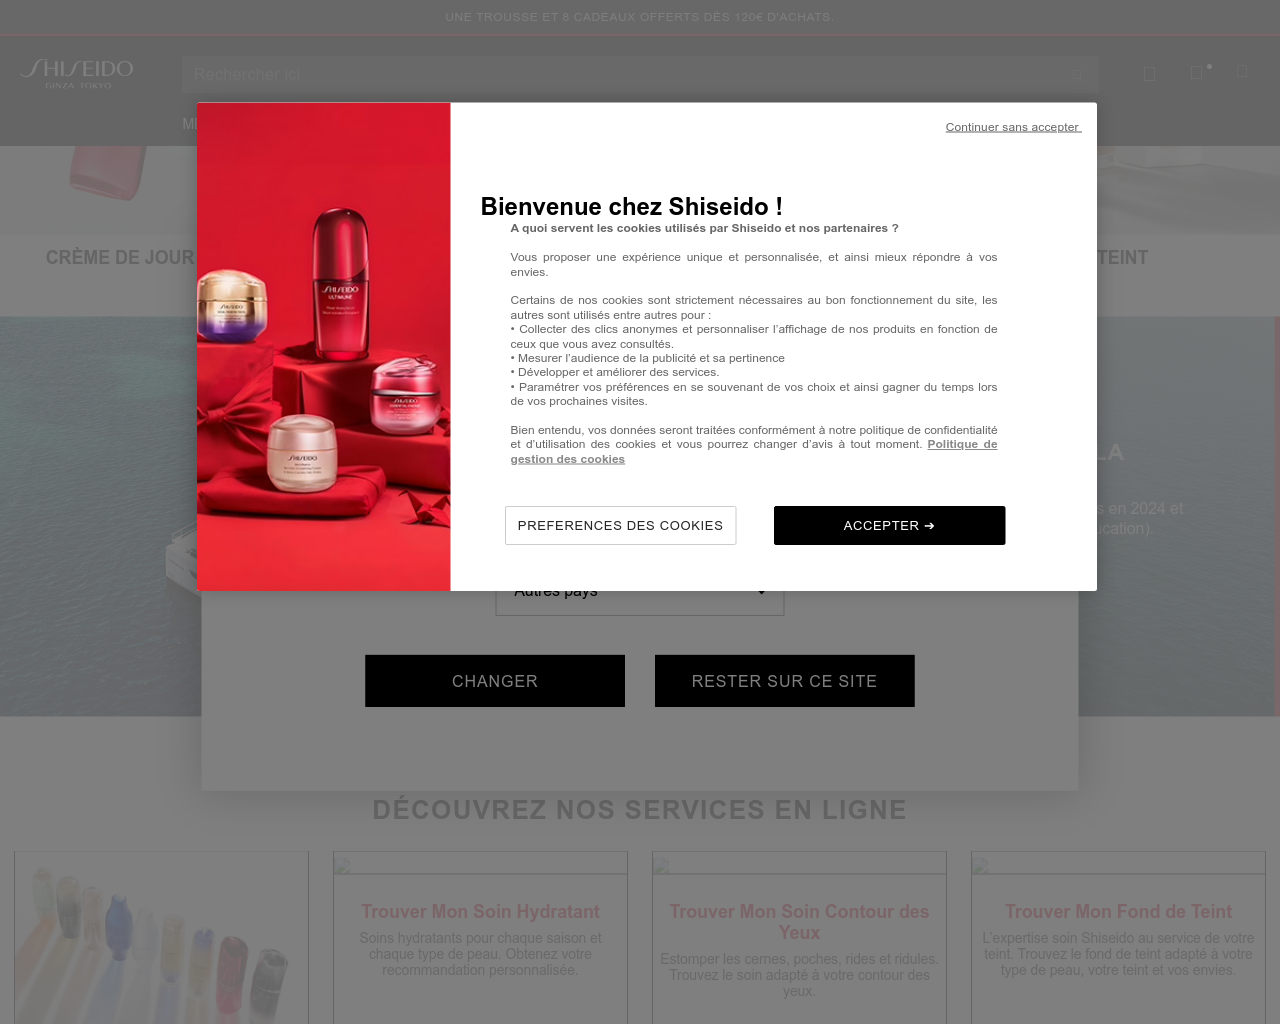 UNE TROUSSE ET 8 CADEAUX OFFERTS DÈS 120€ D'ACHATS.
SHISEIDO
GINZA TOKYO
Rechercher ici
Continuer sans accepter
Bienvenue chez Shiseido !
A quoi servent les cookies utilisés par Shiseido et nos partenaires ?
Vous proposer une expérience unique et personnalisée, et ainsi mieux répondre à vos
envies.
Certains de nos cookies sont strictement nécessaires au bon fonctionnement du site, les
autres sont utilisés entre autres pour :
• Collecter des clics anonymes et personnaliser l'affichage de nos produits en fonction de
ceux que vous avez consultés.
• Mesurer l'audience de la publicité et sa pertinence
• Développer et améliorer des services.
• Paramétrer vos préférences en se souvenant de vos choix et ainsi gagner du temps lors
de vos prochaines visites.
Bien entendu, vos données seront traitées conformément à notre politique de confidentialité
et d'utilisation des cookies et vous pourrez changer d'avis à tout moment. Politique de
gestion des cookies
PREFERENCES DES COOKIES
ACCEPTER ➔
SHISEIDO
ULTIMUNE
SHISEIDO
SHISEIDO
SHISEIDO
CRÈME DE JOUR
TEINT
LA
s en 2024 et
ucation).
Autres pays
CHANGER
RESTER SUR CE SITE
DÉCOUVREZ NOS SERVICES EN LIGNE
Trouver Mon Soin Hydratant
Soins hydratants pour chaque saison et
chaque type de peau. Obtenez votre
recommandation personnalisée.
Trouver Mon Soin Contour des
Yeux
Estomper les cernes, poches, rides et ridules.
Trouvez le soin adapté à votre contour des
yeux.
Trouver Mon Fond de Teint
L'expertise soin Shiseido au service de votre
teint. Trouvez le fond de teint adapté à votre
type de peau, votre teint et vos envies.